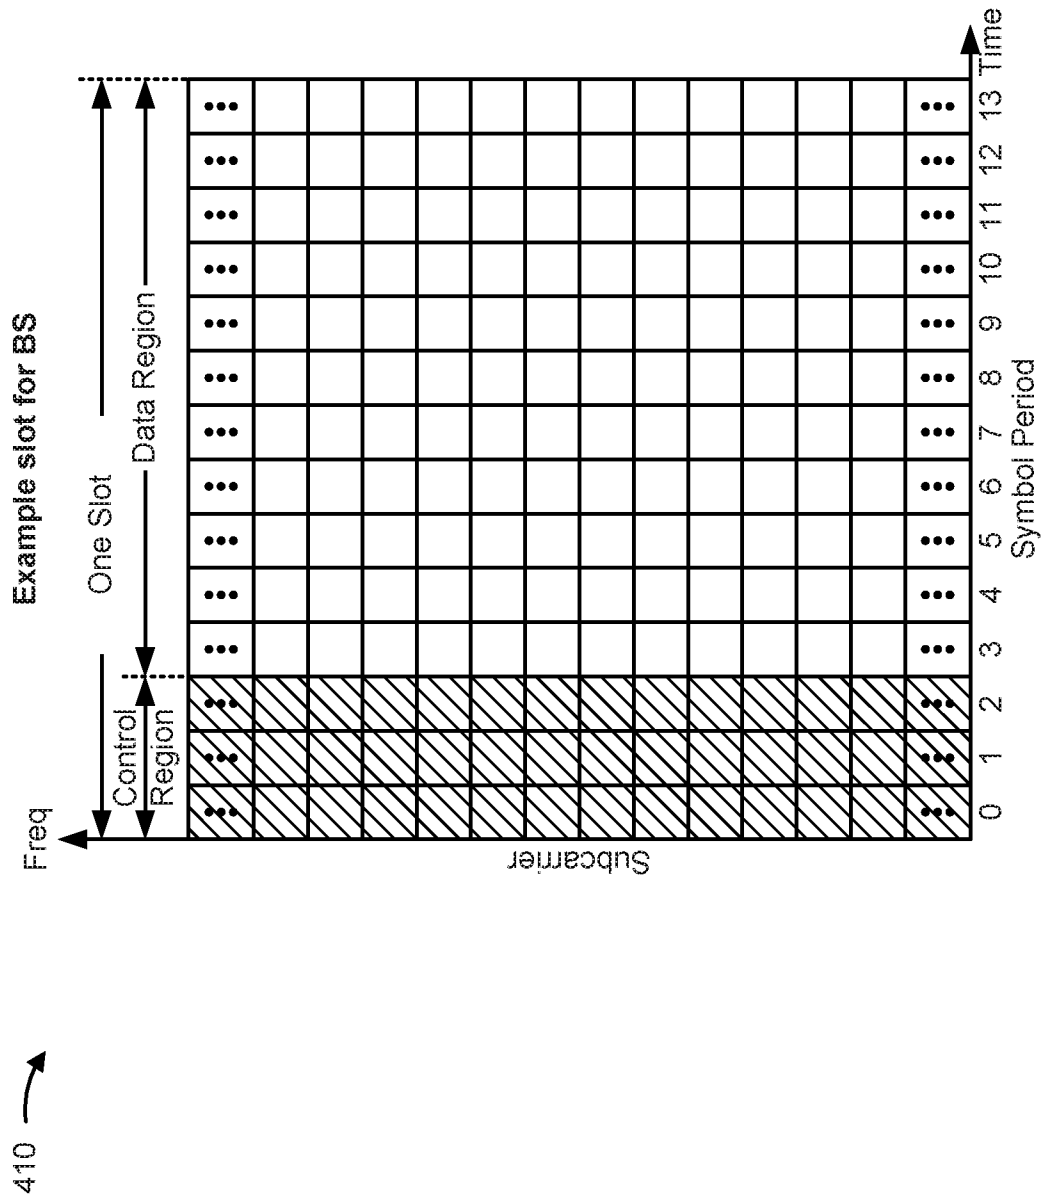 410
Example slot for BS
One Slot
Control
Region
Data Region
Freq
Subcarrier
0 1 2 3 4 5 6 7 8 9 10 11 12 13
Time
Symbol Period